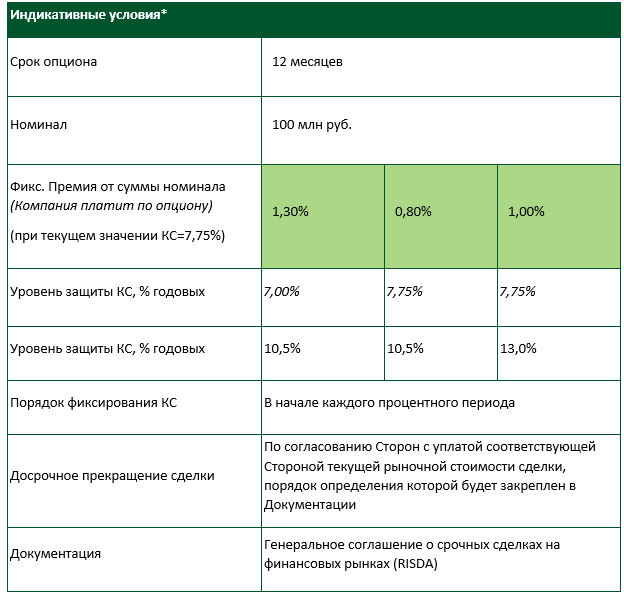 Индикативные условия*
Срок опциона
12 месяцев
Номинал
100 млн руб.
Фикс. Премия от суммы номинала
(Компания платит по опциону)
(при текущем значении КС=7,75%)
1,30%
0,80%
1,00%
Уровень защиты КС, % годовых
7,00%
7,75%
7,75%
Уровень защиты КС, % годовых
10,5%
10,5%
13,0%
Порядок фиксирования КС
В начале каждого процентного периода
Досрочное прекращение сделки
По согласованию Сторон с уплатой соответствующей
Стороной текущей рыночной стоимости сделки,
порядок определения которой будет закреплен в
Документации
Документация
Генеральное соглашение о срочных сделках на
финансовых рынках (RISDA)